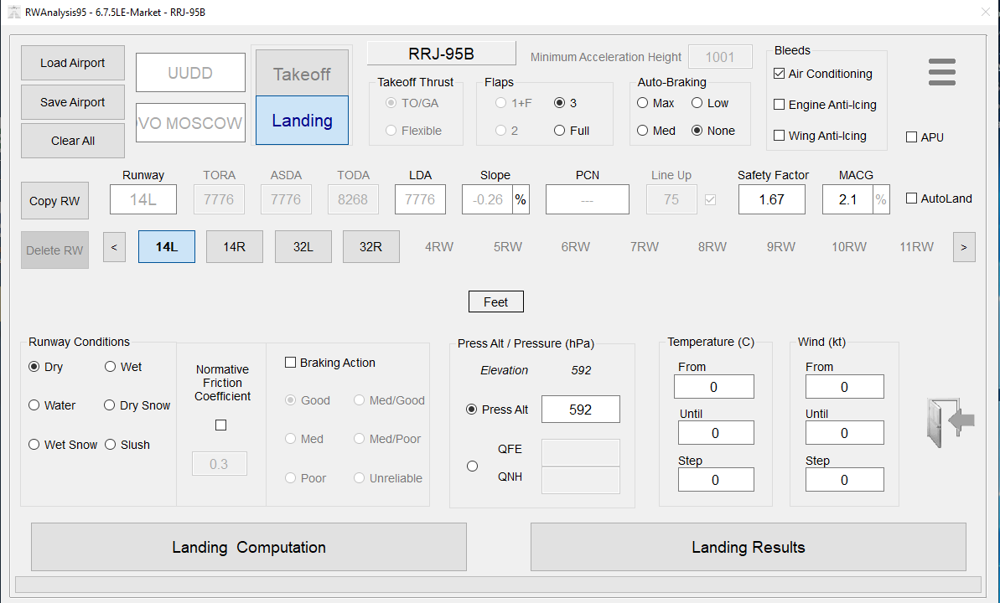 RWAnalysis95 - 6.7.5LE-Market - RRJ-95B
Load Airport
Save Airport
Clear All
UUDD
VO MOSCOW
Takeoff
Landing
RRJ-95B
Minimum Acceleration Height 1001
Takeoff Thrust
TO/GA
Flexible
Flaps
1+F 3
2 Full
Auto-Braking
Max Low
Med None
Bleeds
Air Conditioning
Engine Anti-Icing
Wing Anti-Icing
APU
Copy RW
Runway TORA ASDA TODA LDA Slope PCN Line Up Safety Factor MACG
14L 7776 7776 8268 7776 -0.26 % --- 75 1.67 2.1 % AutoLand
Delete RW < 14L 14R 32L 32R 4RW 5RW 6RW 7RW 8RW 9RW 10RW 11RW >
Feet
Runway Conditions
Dry Wet
Water Dry Snow
Wet Snow Slush
Normative
Friction
Coefficient
0.3
Braking Action
Good Med/Good
Med Med/Poor
Poor Unreliable
Press Alt / Pressure (hPa)
Elevation 592
Press Alt 592
QFE
QNH
Temperature (C)
From
0
Until
0
Step
0
Wind (kt)
From
0
Until
0
Step
0
Landing Computation
Landing Results